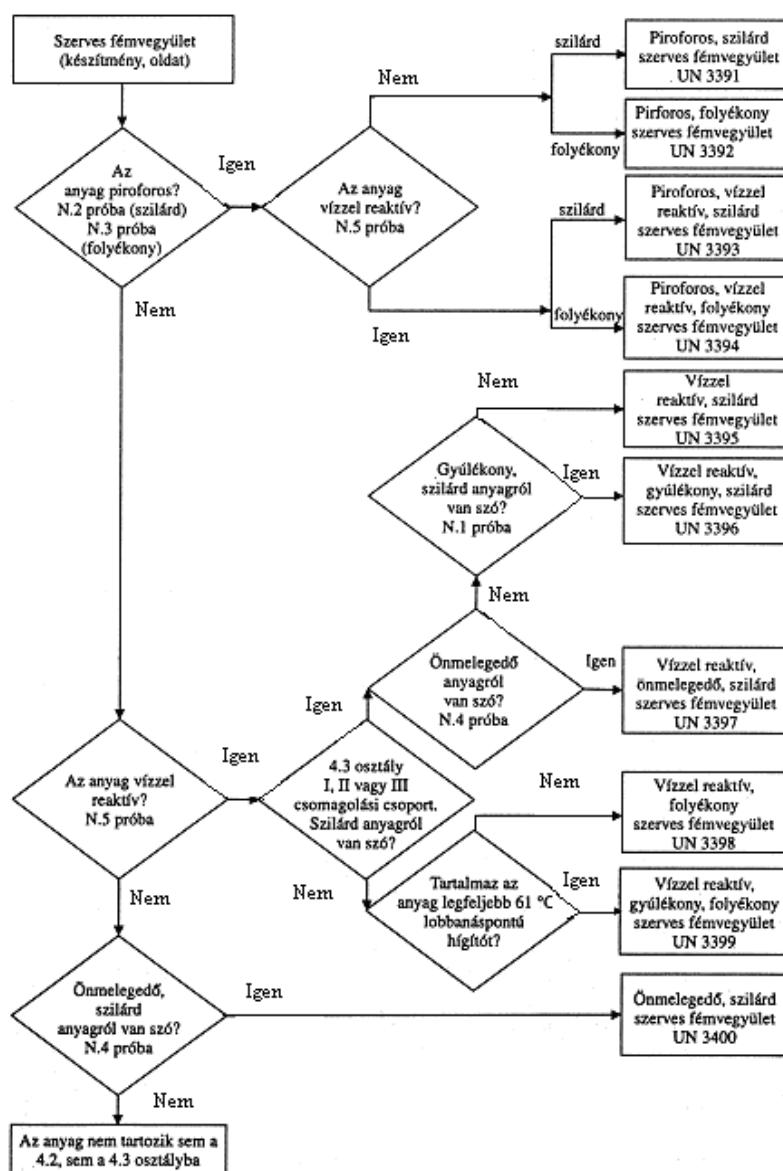 Szerves fémvegyület
(készítmény, oldat)
Az
anyag piroforos?
N.2 próba (szilárd)
N.3 próba
(folyékony)
Igen
Nem
Az anyag
vízzel reaktív?
N.5 próba
Nem
Igen
szilárd
folyékony
Piroforos, szilárd
szerves fémvegyület
UN 3391
Pirforos, folyékony
szerves fémvegyület
UN 3392
szilárd
folyékony
Piroforos, vízzel
reaktív, szilárd
szerves fémvegyület
UN 3393
Piroforos, vízzel
reaktív, folyékony
szerves fémvegyület
UN 3394
Nem
Vízzel
reaktív, szilárd
szerves fémvegyület
UN 3395
Gyúlékony,
szilárd anyagról
van szó?
N.1 próba
Igen
Vízzel reaktív,
gyúlékony, szilárd
szerves fémvegyület
UN 3396
Nem
Önmelegedő
anyagról
van szó?
N.4 próba
Igen
Vízzel reaktív,
önmelegedő, szilárd
szerves fémvegyület
UN 3397
Igen
Az anyag vízzel
reaktív?
N.5 próba
Igen
4.3 osztály
I, II vagy III
csomagolási csoport.
Szilárd anyagról
van szó?
Nem
Vízzel reaktív,
folyékony
szerves fémvegyület
UN 3398
Nem
Nem
Tartalmaz az
anyag legfeljebb 61 °C
lobbanáspontú
hígítót?
Igen
Vízzel reaktív,
gyúlékony, folyékony
szerves fémvegyület
UN 3399
Önmelegedő,
szilárd
anyagról van szó?
N.4 próba
Igen
Önmelegedő, szilárd
szerves fémvegyület
UN 3400
Nem
Az anyag nem tartozik sem a
4.2, sem a 4.3 osztályba